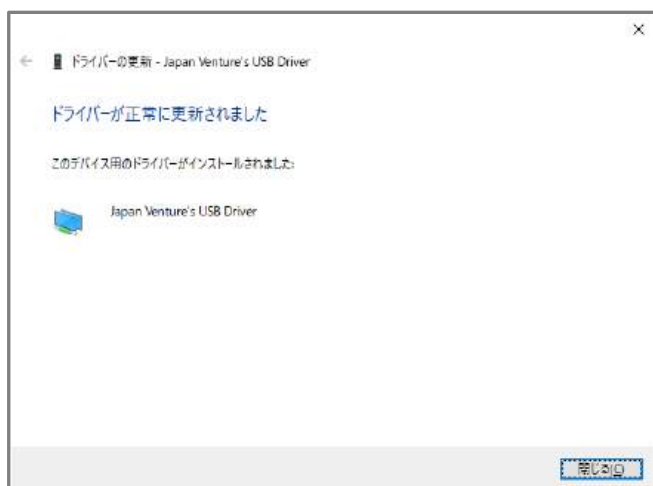 ドライバーの更新 - Japan Venture's USB Driver
ドライバーが正常に更新されました
このデバイス用のドライバーがインストールされました:
Japan Venture's USB Driver
閉じる(C)